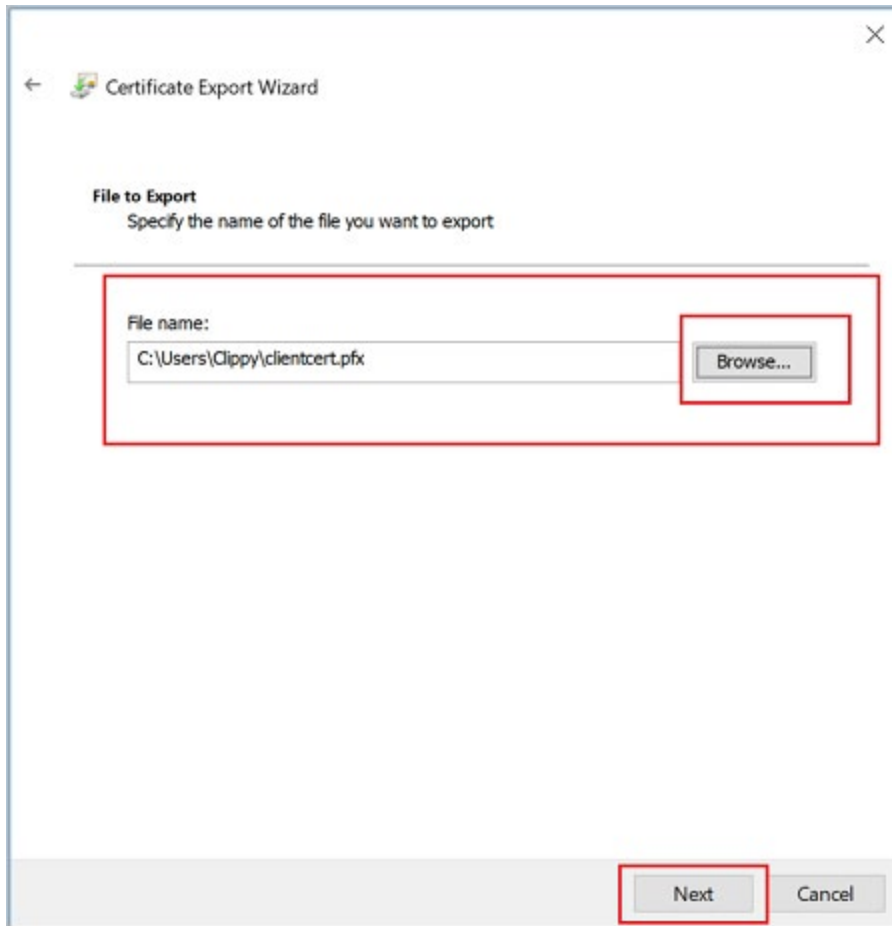 Certificate Export Wizard
File to Export
Specify the name of the file you want to export
File name:
C:\Users\Clippy\clientcert.pfx
Browse...
Next
Cancel